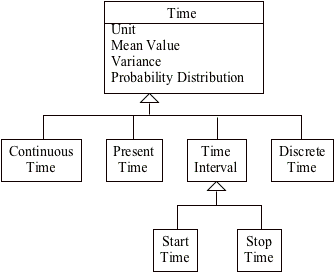 Time
Unit
Mean Value
Variance
Probability Distribution
Continuous
Time
Present
Time
Time
Interval
Discrete
Time
Start
Time
Stop
Time